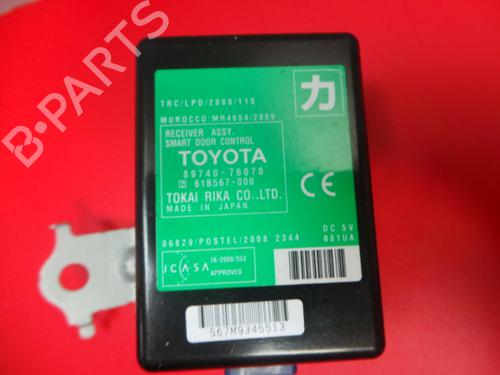 TRC/LPD/2008/110
力
MOROCCO:MR4654/2009
RECEIVER ASSY.
SMART DOOR CONTROL
TOYOTA
89740-76070
61B567-000
TOKAI RIKA CO.,LTD.
MADE IN JAPAN
CE
DC 5V
881UA
06829/POSTEL/2008 2344
ICASA
TA-2008/353
APPROVED
567M9345513
B-PARTS